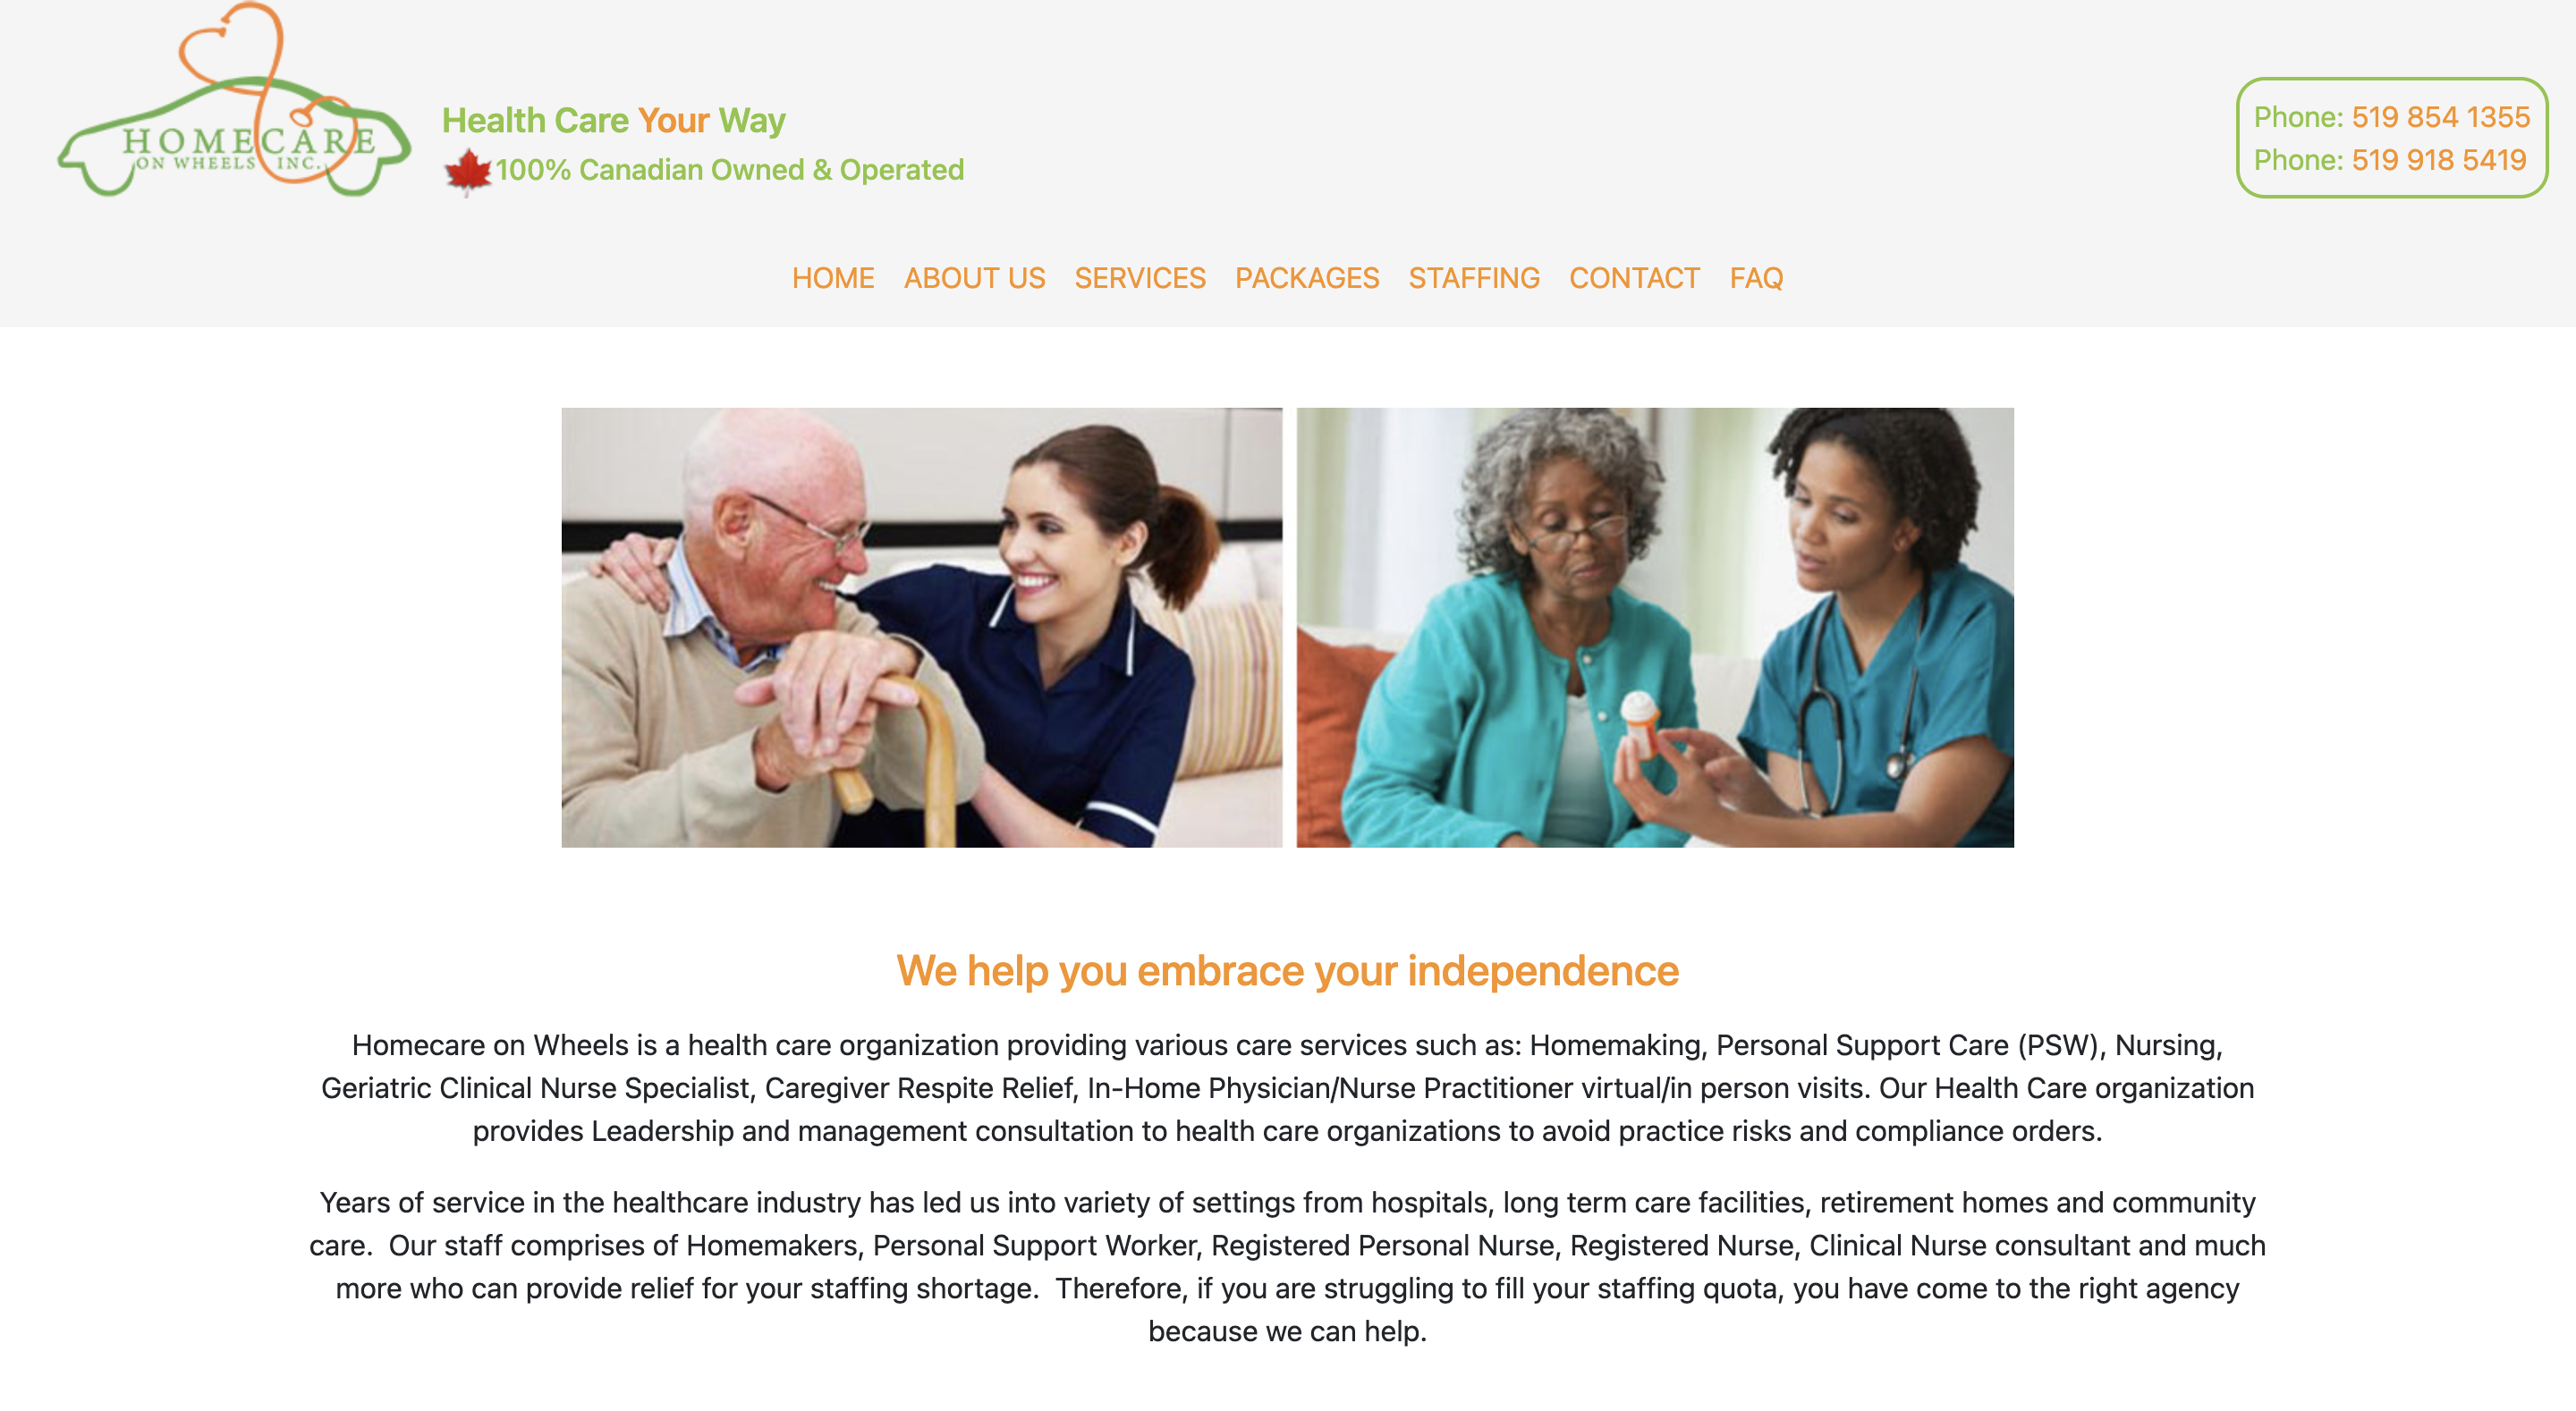 HOMECARE
ON WHEELS INC.
Health Care Your Way
100% Canadian Owned & Operated
Phone: 519 854 1355
Phone: 519 918 5419
HOME ABOUT US SERVICES PACKAGES STAFFING CONTACT FAQ
We help you embrace your independence
Homecare on Wheels is a health care organization providing various care services such as: Homemaking, Personal Support Care (PSW), Nursing,
Geriatric Clinical Nurse Specialist, Caregiver Respite Relief, In-Home Physician/Nurse Practitioner virtual/in person visits. Our Health Care organization
provides Leadership and management consultation to health care organizations to avoid practice risks and compliance orders.
Years of service in the healthcare industry has led us into variety of settings from hospitals, long term care facilities, retirement homes and community
care.  Our staff comprises of Homemakers, Personal Support Worker, Registered Personal Nurse, Registered Nurse, Clinical Nurse consultant and much
more who can provide relief for your staffing shortage.  Therefore, if you are struggling to fill your staffing quota, you have come to the right agency
because we can help.